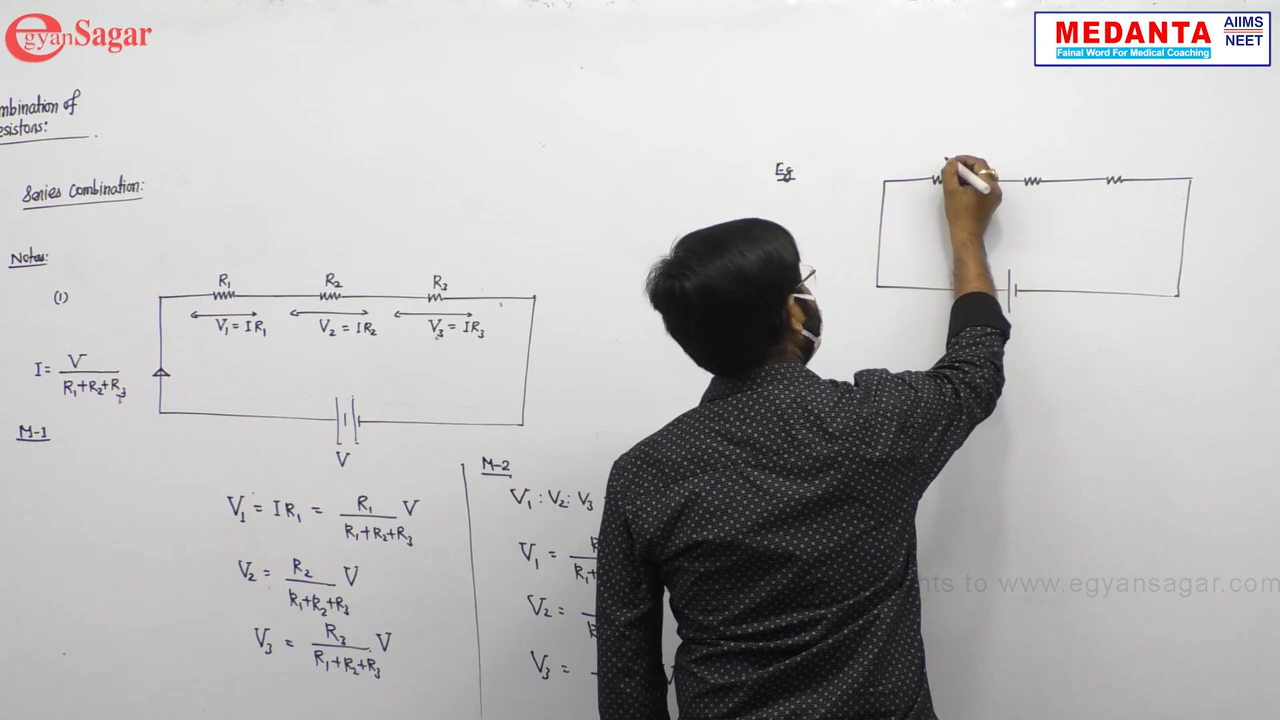 egyanSagar
MEDANTA AIIMS
NEET
Fainal Word For Medical Coaching
mbination of
esistors:
Series Combination:
Notes:
(1)
R₁ R₂ R₃
V₁ = IR₁ V₂ = IR₂ V₃ = IR₃
I = V / (R₁+R₂+R₃)
V
M-1
V₁ = IR₁ = R₁ / (R₁+R₂+R₃) V
V₂ = R₂ / (R₁+R₂+R₃) V
V₃ = R₃ / (R₁+R₂+R₃) . V
M-2
V₁ : V₂ : V₃
V₁ =
V₂ =
V₃ =
Eg
nts to www.egyansagar.com